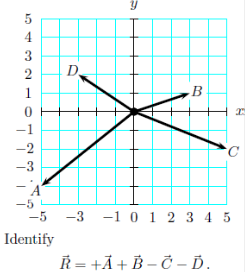 y
5
4
3
2
1
0
−1
−2
−3
−
−5
D
B
x
C
A
−5 −3 −1 0 1 2 3 4 5
Identify
R⃗ = +A⃗ + B⃗ − C⃗ − D⃗ .